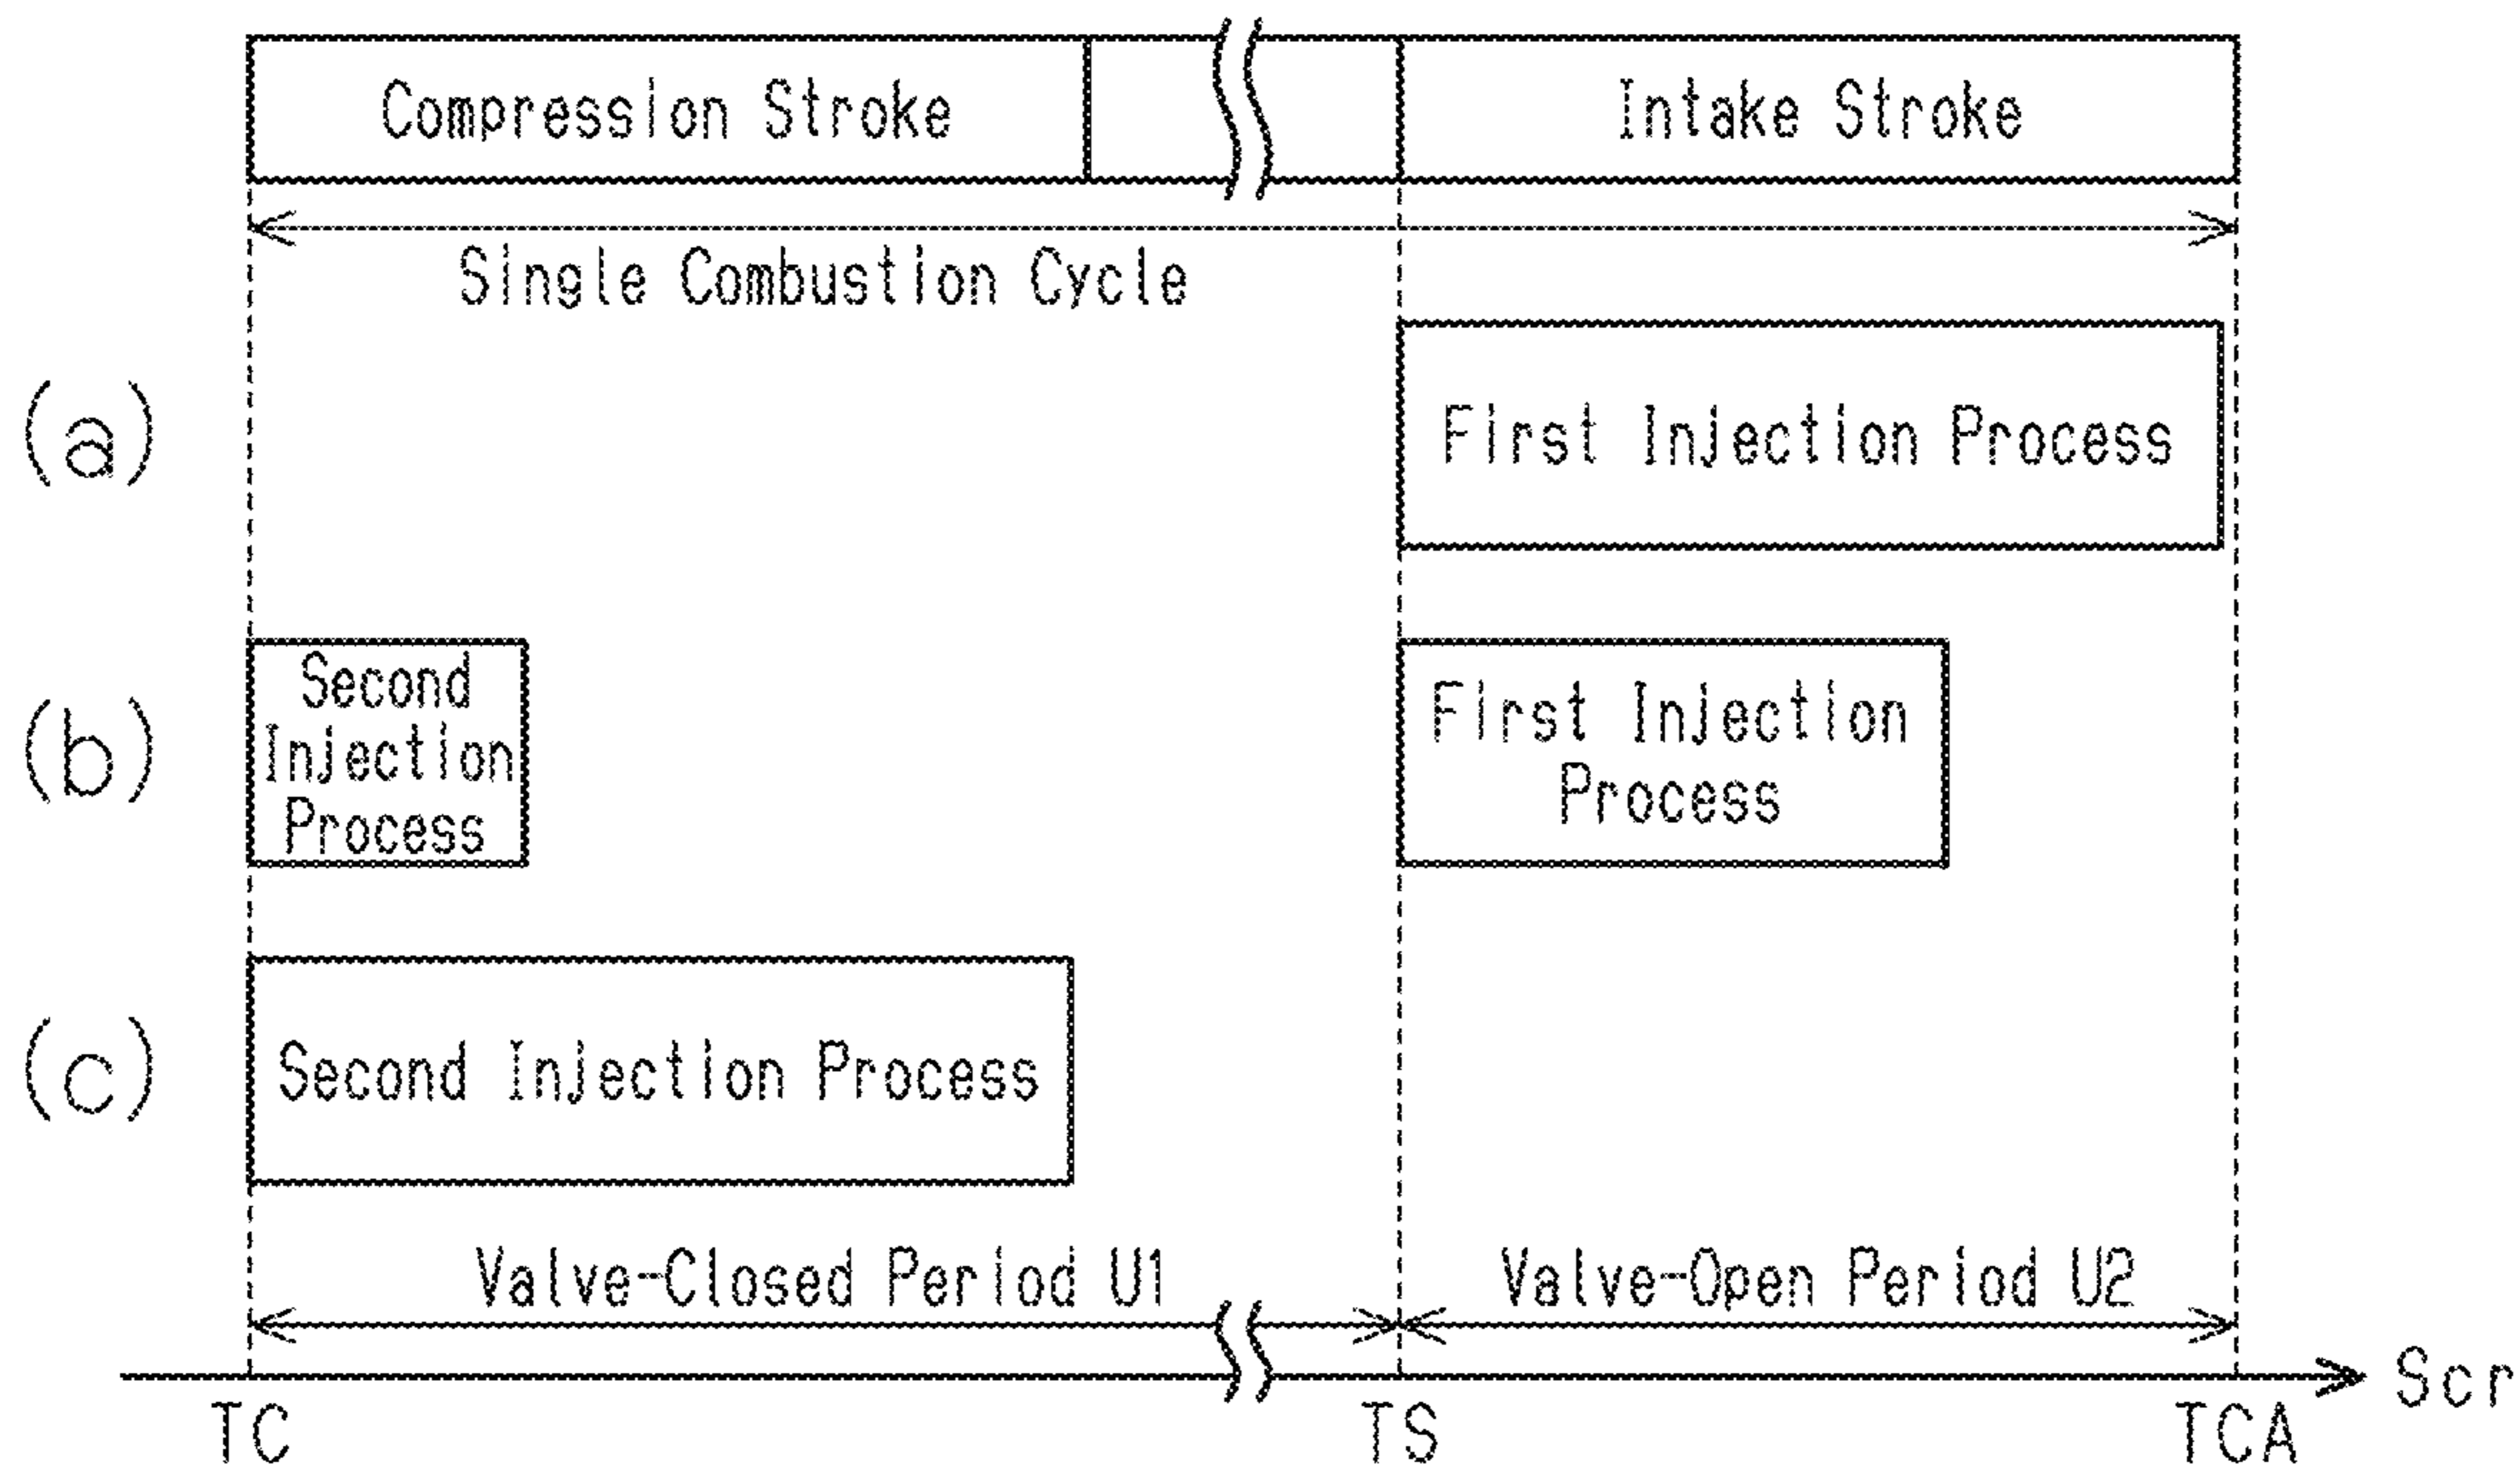 Compression Stroke
Intake Stroke
Single Combustion Cycle
(a)
First Injection Process
(b)
Second
Injection
Process
First Injection
Process
(c)
Second Injection Process
Valve-Closed Period U1
Valve-Open Period U2
Scr
TC
TS
TCA